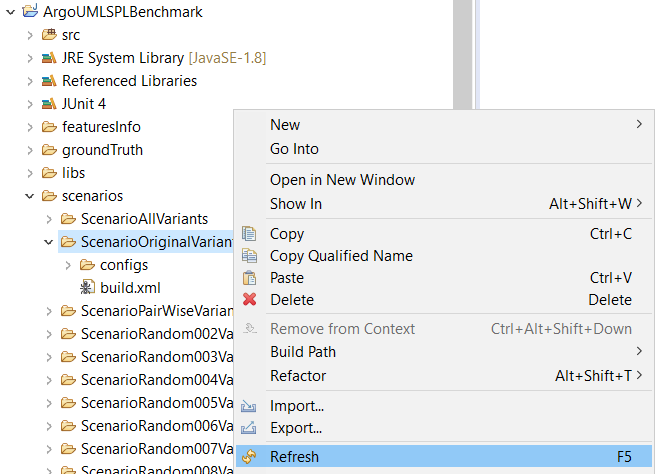 ArgoUMLSPLBenchmark
src
JRE System Library [JavaSE-1.8]
Referenced Libraries
JUnit 4
featuresInfo
groundTruth
libs
scenarios
ScenarioAllVariants
ScenarioOriginalVarian
configs
build.xml
ScenarioPairWiseVarian
ScenarioRandom002Va
ScenarioRandom003Va
ScenarioRandom004Va
ScenarioRandom005Va
ScenarioRandom006Va
ScenarioRandom007Va
ScenarioRandom008Va
New
Go Into
Open in New Window
Show In Alt+Shift+W
Copy Ctrl+C
Copy Qualified Name
Paste Ctrl+V
Delete Delete
Remove from Context Ctrl+Alt+Shift+Down
Build Path
Refactor Alt+Shift+T
Import...
Export...
Refresh F5